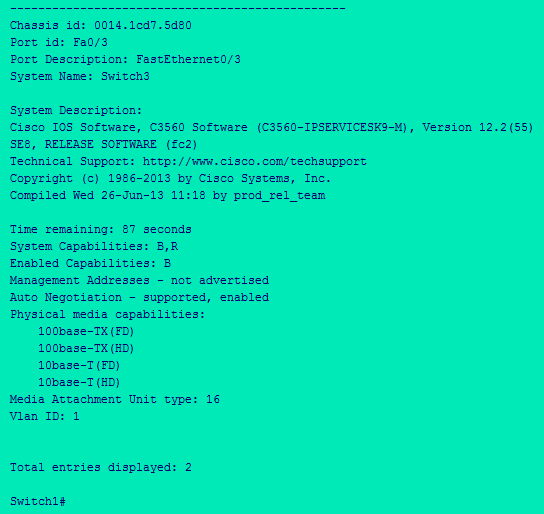 ------------------------------------------------
Chassis id: 0014.1cd7.5d80
Port id: Fa0/3
Port Description: FastEthernet0/3
System Name: Switch3

System Description:
Cisco IOS Software, C3560 Software (C3560-IPSERVICESK9-M), Version 12.2(55)
SE8, RELEASE SOFTWARE (fc2)
Technical Support: http://www.cisco.com/techsupport
Copyright (c) 1986-2013 by Cisco Systems, Inc.
Compiled Wed 26-Jun-13 11:18 by prod_rel_team

Time remaining: 87 seconds
System Capabilities: B,R
Enabled Capabilities: B
Management Addresses - not advertised
Auto Negotiation - supported, enabled
Physical media capabilities:
    100base-TX(FD)
    100base-TX(HD)
    10base-T(FD)
    10base-T(HD)
Media Attachment Unit type: 16
Vlan ID: 1


Total entries displayed: 2

Switch1#